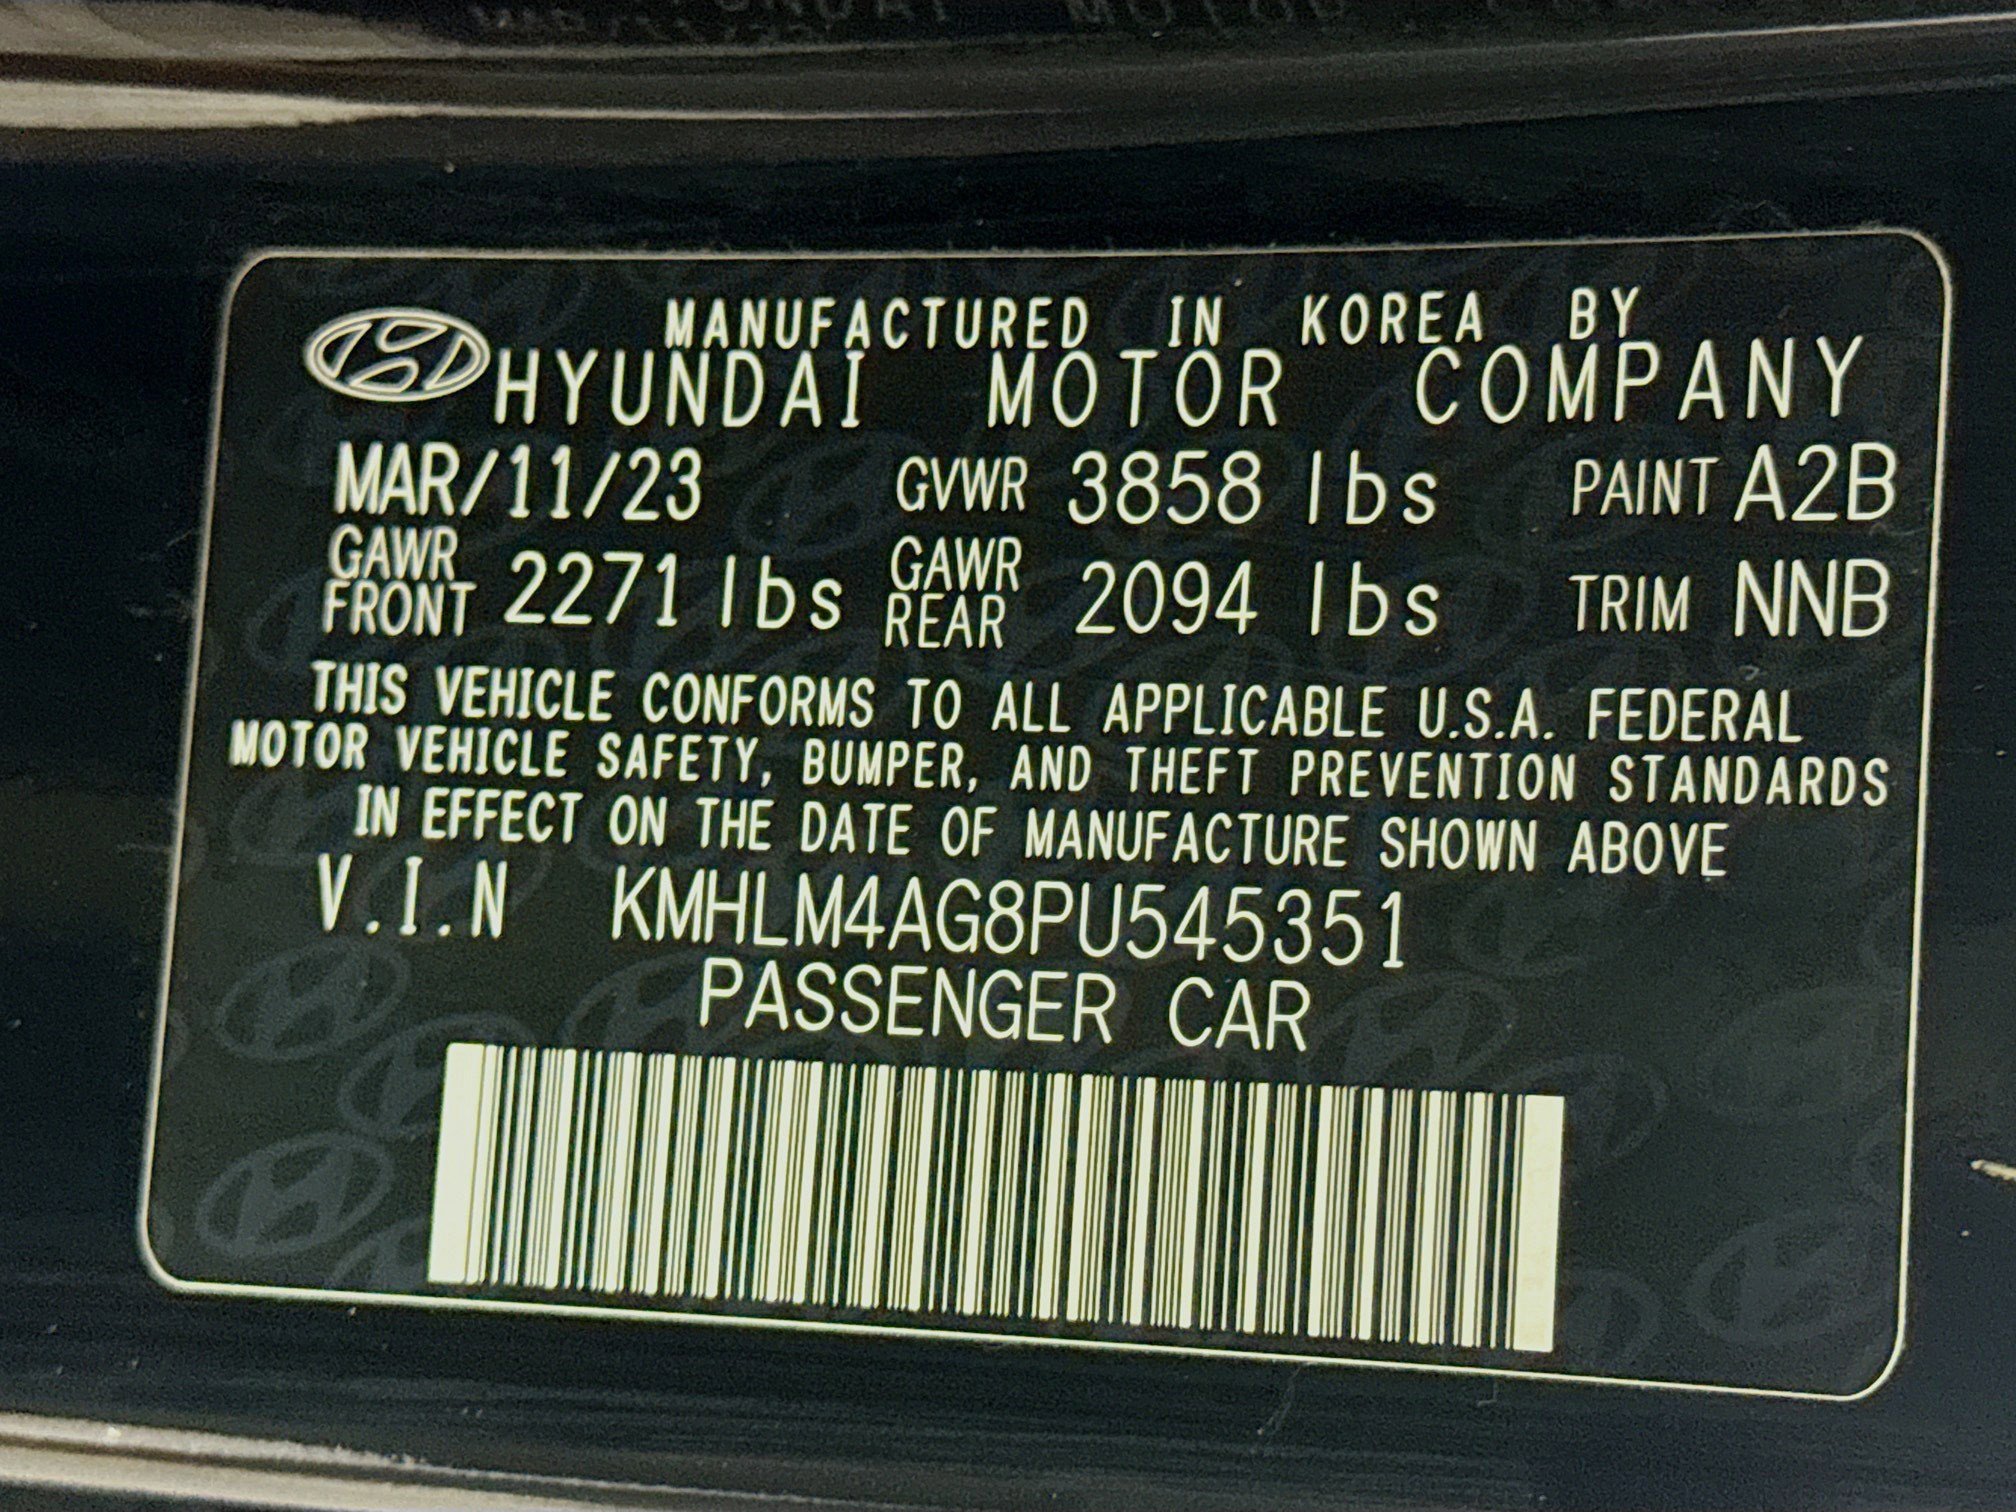 MANUFACTURED IN KOREA BY
HYUNDAI MOTOR COMPANY
MAR/11/23 GVWR 3858 lbs PAINT A2B
GAWR FRONT 2271 lbs GAWR REAR 2094 lbs TRIM NNB
THIS VEHICLE CONFORMS TO ALL APPLICABLE U.S.A. FEDERAL
MOTOR VEHICLE SAFETY, BUMPER, AND THEFT PREVENTION STANDARDS
IN EFFECT ON THE DATE OF MANUFACTURE SHOWN ABOVE
V.I.N KMHLM4AG8PU545351
PASSENGER CAR